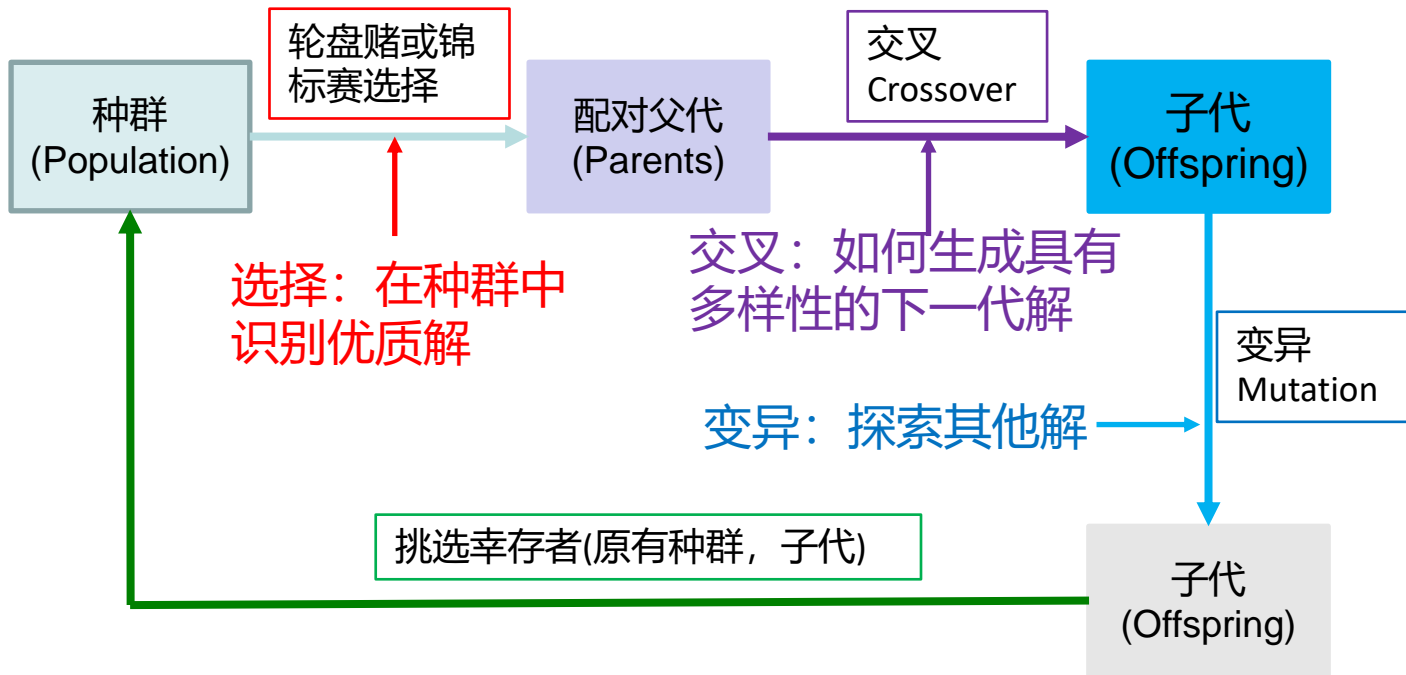 轮盘赌或锦
标赛选择
交叉
Crossover
种群
(Population)
配对父代
(Parents)
子代
(Offspring)
选择：在种群中
识别优质解
交叉：如何生成具有
多样性的下一代解
变异
Mutation
变异：探索其他解
挑选幸存者(原有种群，子代)
子代
(Offspring)